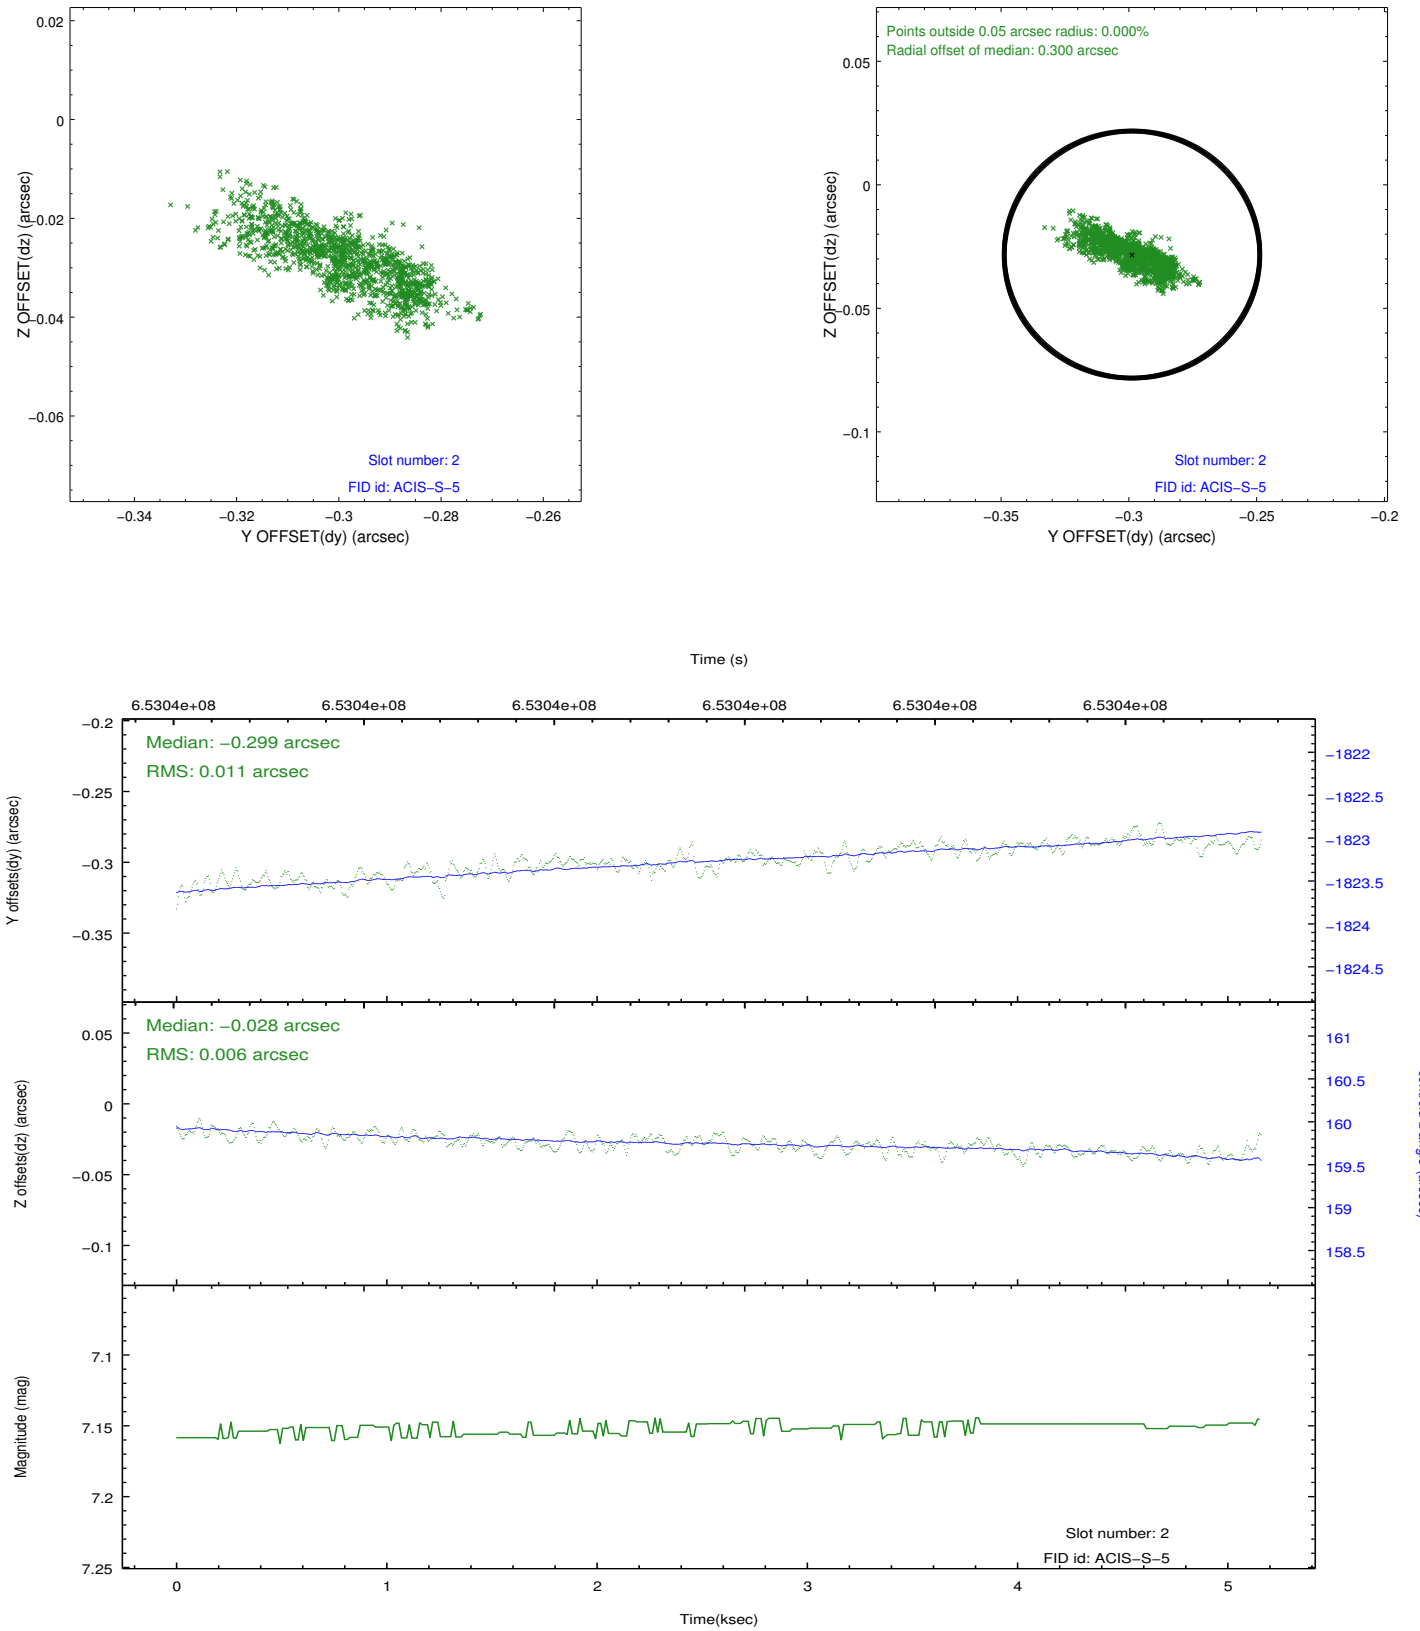 0.02
0
−0.02
−0.04
−0.06
Z OFFSET(dz) (arcsec)
Slot number: 2
FID id: ACIS−S−5
−0.34 −0.32 −0.3 −0.28 −0.26
Y OFFSET(dy) (arcsec)
Points outside 0.05 arcsec radius: 0.000%
Radial offset of median: 0.300 arcsec
0.05
0
−0.05
−0.1
Z OFFSET(dz) (arcsec)
Slot number: 2
FID id: ACIS−S−5
−0.35 −0.3 −0.25 −0.2
Y OFFSET(dy) (arcsec)
Time (s)
6.5304e+08 6.5304e+08 6.5304e+08 6.5304e+08 6.5304e+08 6.5304e+08
Median: −0.299 arcsec
RMS: 0.011 arcsec
−0.2
−0.25
−0.3
−0.35
Y offsets(dy) (arcsec)
−1822
−1822.5
−1823
−1823.5
−1824
−1824.5
Median: −0.028 arcsec
RMS: 0.006 arcsec
0.05
0
−0.05
−0.1
Z offsets(dz) (arcsec)
161
160.5
160
159.5
159
158.5
7.1
7.15
7.2
7.25
Magnitude (mag)
Slot number: 2
FID id: ACIS−S−5
0 1 2 3 4 5
Time(ksec)